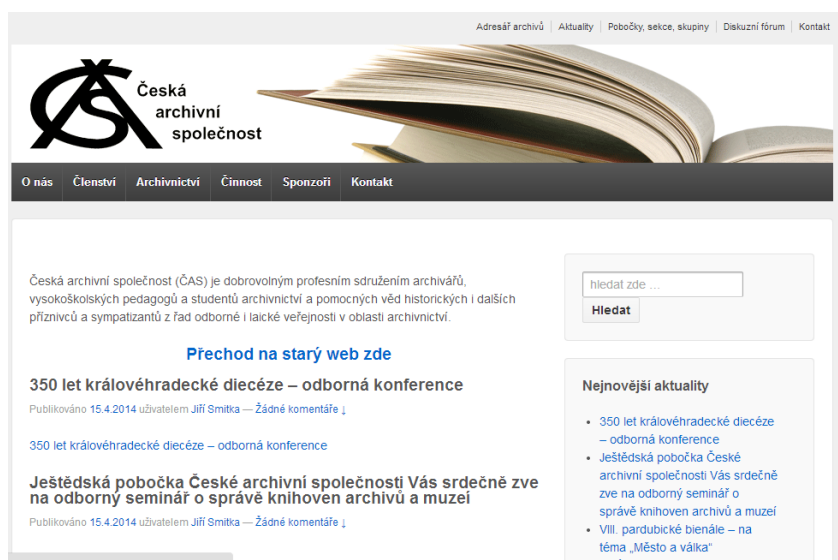 Adresář archivů
Aktuality
Pobočky, sekce, skupiny
Diskuzní fórum
Kontakt
ČAS
Česká
archivní
společnost
O nás
Členství
Archivnictví
Činnost
Sponzoři
Kontakt
Česká archivní společnost (ČAS) je dobrovolným profesním sdružením archivářů,
vysokoškolských pedagogů a studentů archivnictví a pomocných věd historických i dalších
příznivců a sympatizantů z řad odborné i laické veřejnosti v oblasti archivnictví.
Přechod na starý web zde
350 let královéhradecké diecéze – odborná konference
Publikováno 15.4.2014 uživatelem Jiří Smitka — Žádné komentáře ↓
350 let královéhradecké diecéze – odborná konference
Ještědská pobočka České archivní společnosti Vás srdečně zve
na odborný seminář o správě knihoven archivů a muzeí
Publikováno 15.4.2014 uživatelem Jiří Smitka — Žádné komentáře ↓
hledat zde …
Hledat
Nejnovější aktuality
350 let královéhradecké diecéze
– odborná konference
Ještědská pobočka České
archivní společnosti Vás srdečně
zve na odborný seminář o
správě knihoven archivů a muzeí
VIII. pardubické bienále – na
téma „Město a válka"